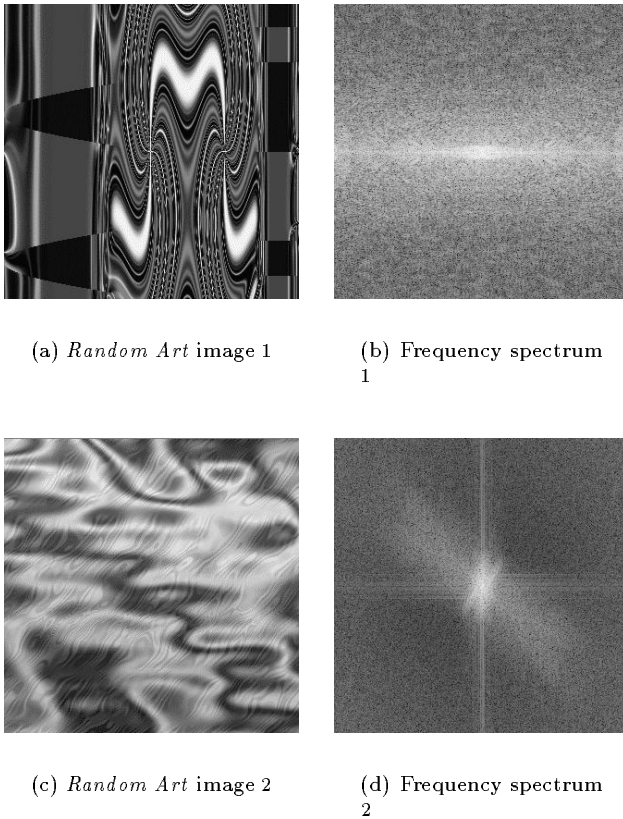 (a) Random Art image 1
(b) Frequency spectrum
1
(c) Random Art image 2
(d) Frequency spectrum
2